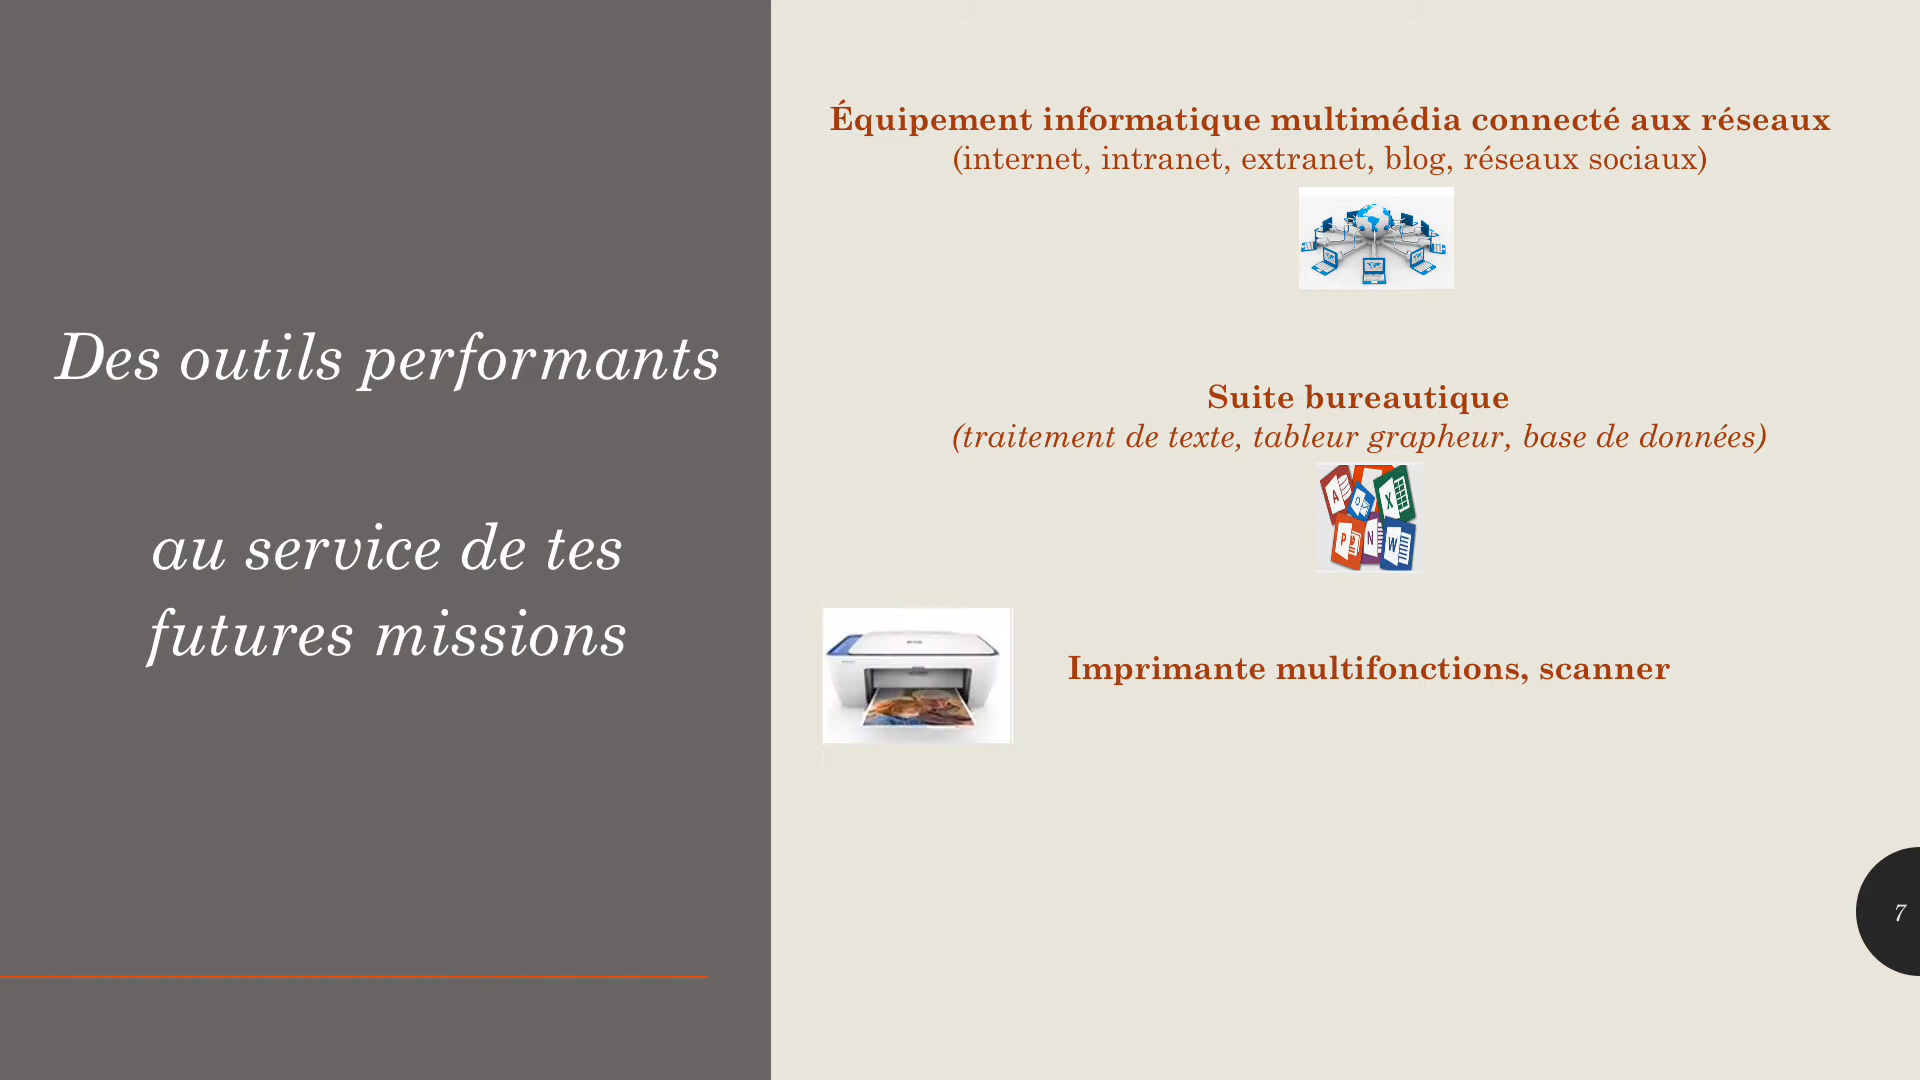 Des outils performants
au service de tes
futures missions
Équipement informatique multimédia connecté aux réseaux
(internet, intranet, extranet, blog, réseaux sociaux)
Suite bureautique
(traitement de texte, tableur grapheur, base de données)
A
O
X
P
N
W
Imprimante multifonctions, scanner
7